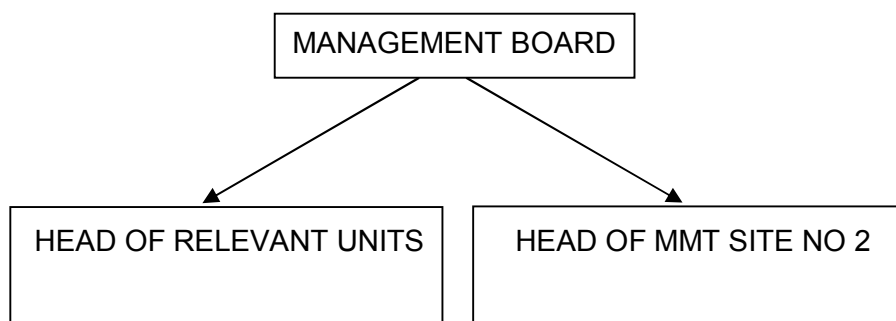 MANAGEMENT BOARD
HEAD OF RELEVANT UNITS
HEAD OF MMT SITE NO 2